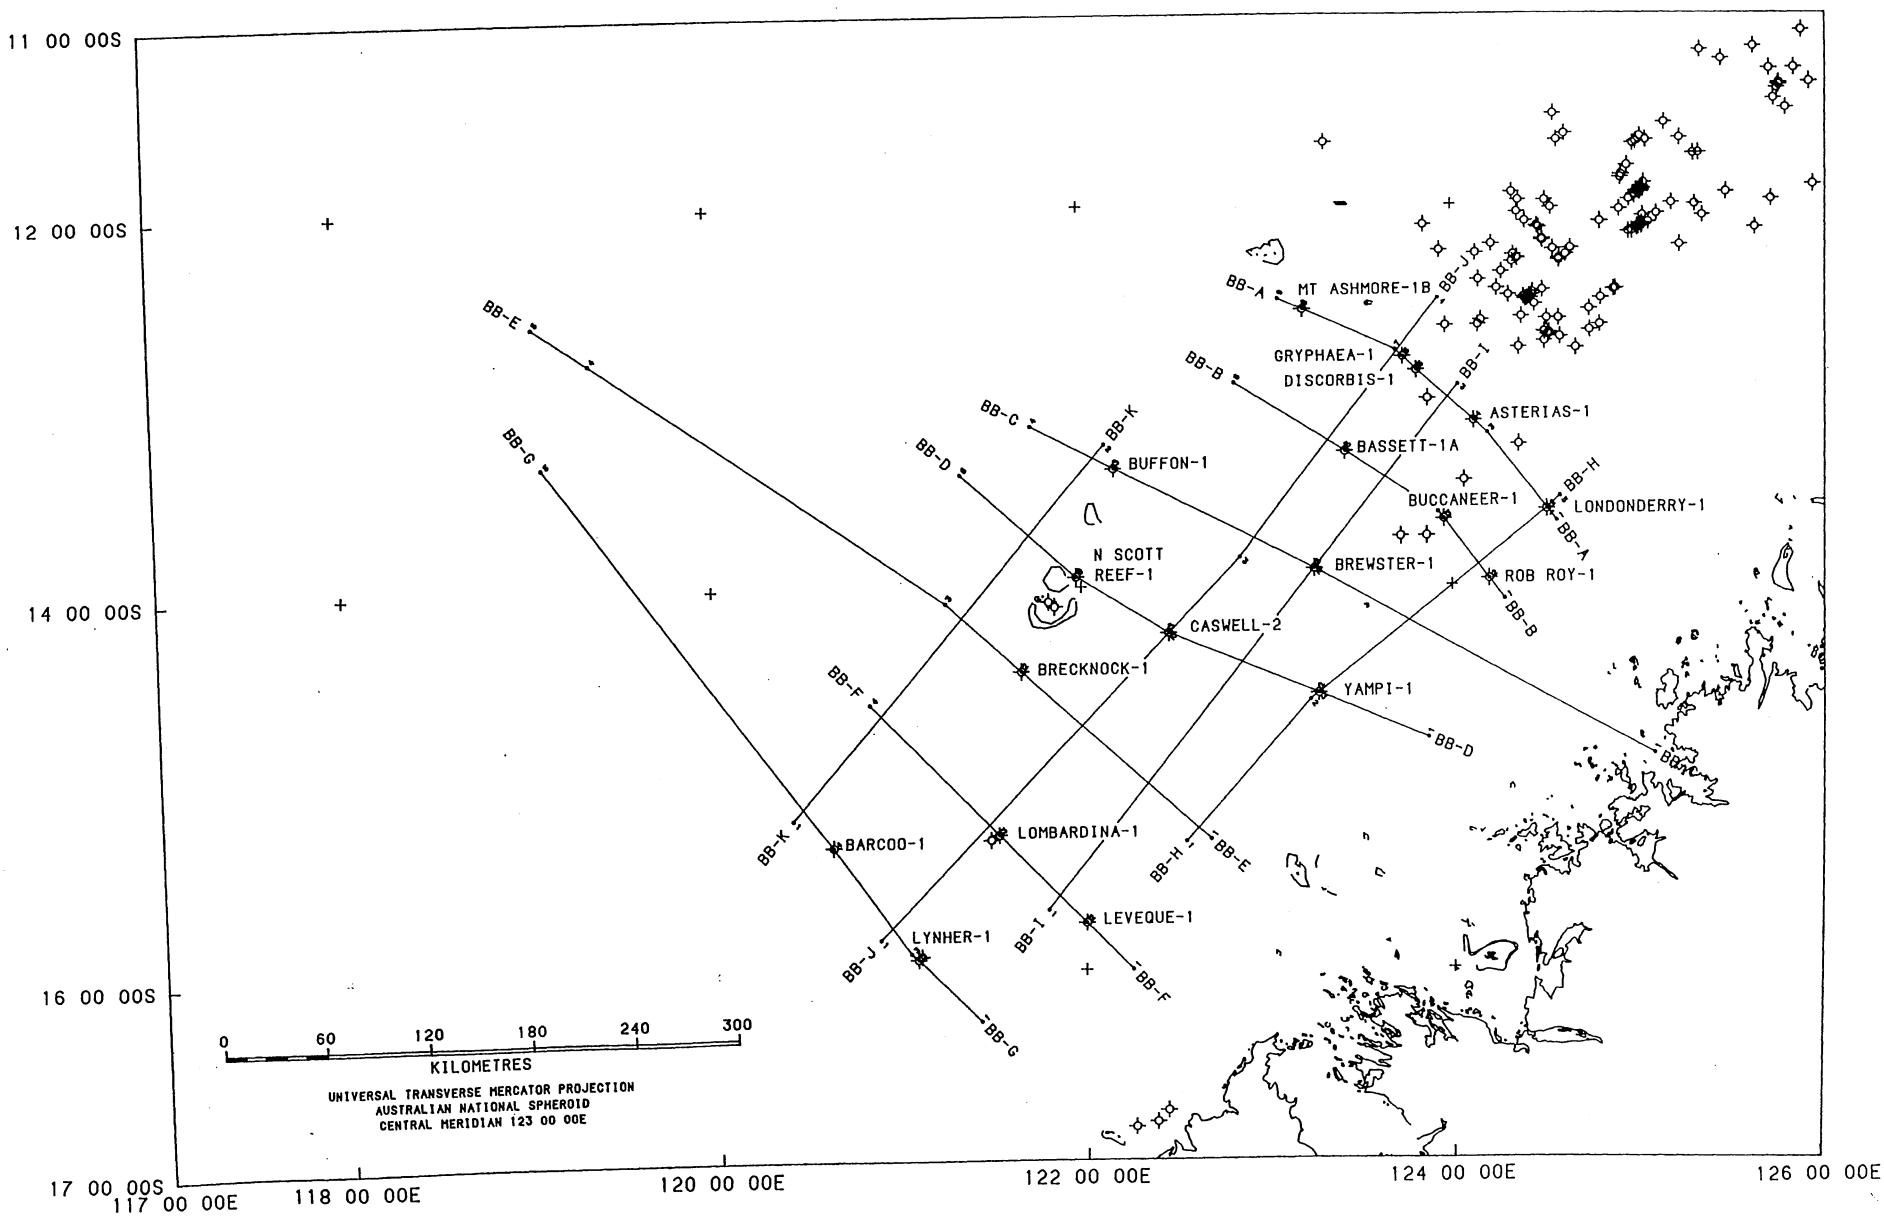 11 00 00S
12 00 00S
BB-J
BB-A
MT ASHMORE-1B
BB-E
GRYPHAEA-1
BB-I
BB-B
DISCORBIS-1
BB-C
BB-K
ASTERIAS-1
BB-G
BB-D
BUFFON-1
BASSETT-1A
BB-H
BUCCANEER-1
LONDONDERRY-1
BB-A
N SCOTT
REEF-1
BREWSTER-1
ROB ROY-1
14 00 00S
BB-B
CASWELL-2
BRECKNOCK-1
BB-F
YAMPI-1
BB-D
BB-K
BARCOO-1
LOMBARDINA-1
BB-H
BB-E
BB-I
LEVEQUE-1
LYNHER-1
BB-J
BB-F
16 00 00S
BB-G
0 60 120 180 240 300
KILOMETRES
UNIVERSAL TRANSVERSE MERCATOR PROJECTION
AUSTRALIAN NATIONAL SPHEROID
CENTRAL MERIDIAN 123 00 00E
17 00 00S
117 00 00E 118 00 00E 120 00 00E 122 00 00E 124 00 00E 126 00 00E